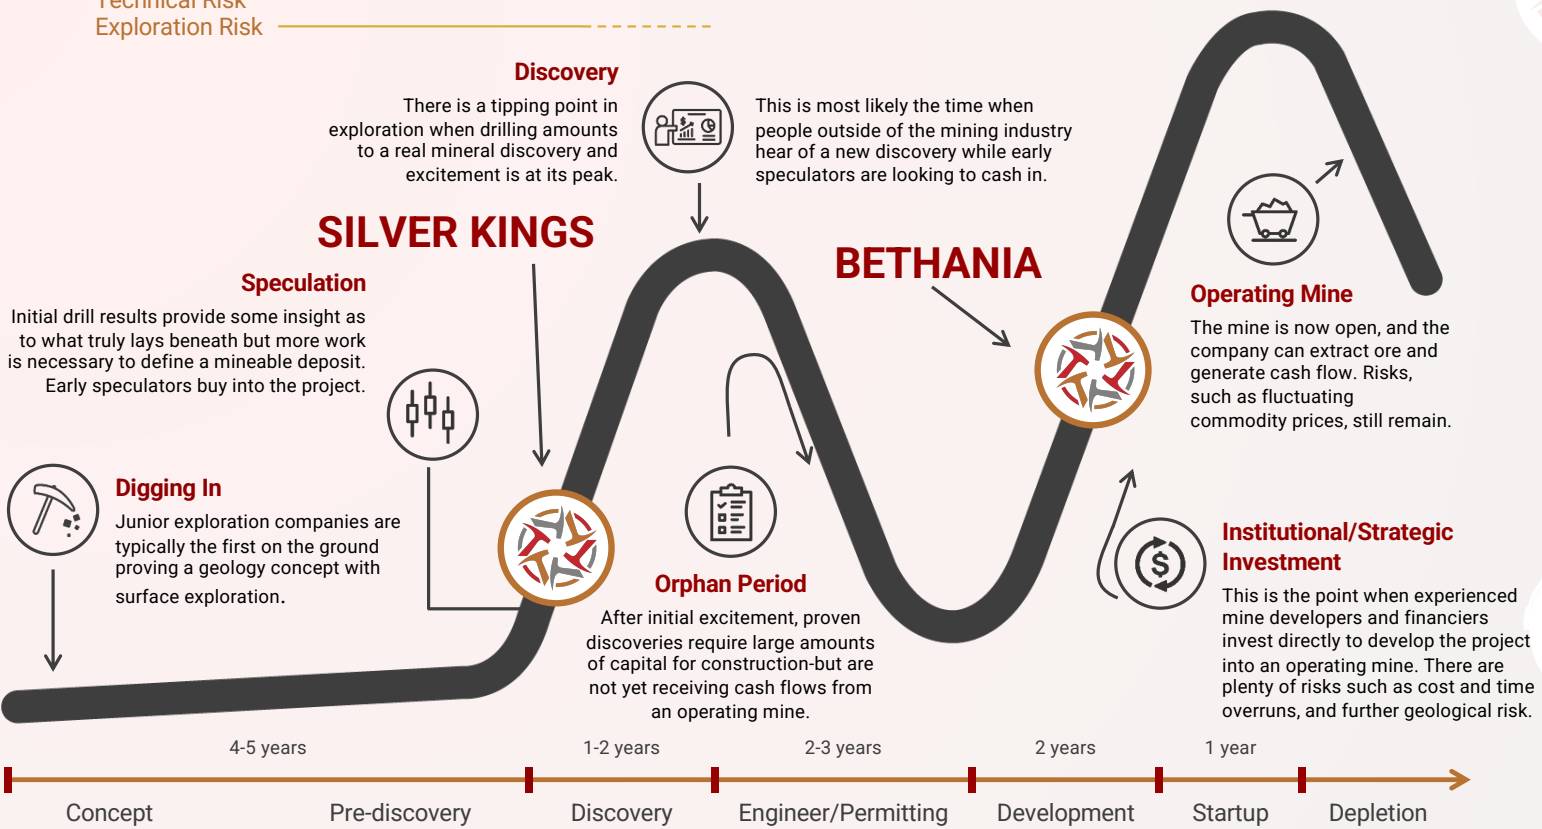 Technical Risk
Exploration Risk
Discovery
There is a tipping point in
exploration when drilling amounts
to a real mineral discovery and
excitement is at its peak.
This is most likely the time when
people outside of the mining industry
hear of a new discovery while early
speculators are looking to cash in.
SILVER KINGS
BETHANIA
Speculation
Initial drill results provide some insight as
to what truly lays beneath but more work
is necessary to define a mineable deposit.
Early speculators buy into the project.
Operating Mine
The mine is now open, and the
company can extract ore and
generate cash flow. Risks,
such as fluctuating
commodity prices, still remain.
Digging In
Junior exploration companies are
typically the first on the ground
proving a geology concept with
surface exploration.
Orphan Period
After initial excitement, proven
discoveries require large amounts
of capital for construction-but are
not yet receiving cash flows from
an operating mine.
$
Institutional/Strategic
Investment
This is the point when experienced
mine developers and financiers
invest directly to develop the project
into an operating mine. There are
plenty of risks such as cost and time
overruns, and further geological risk.
4-5 years
1-2 years
2-3 years
2 years
1 year
Concept
Pre-discovery
Discovery
Engineer/Permitting
Development
Startup
Depletion